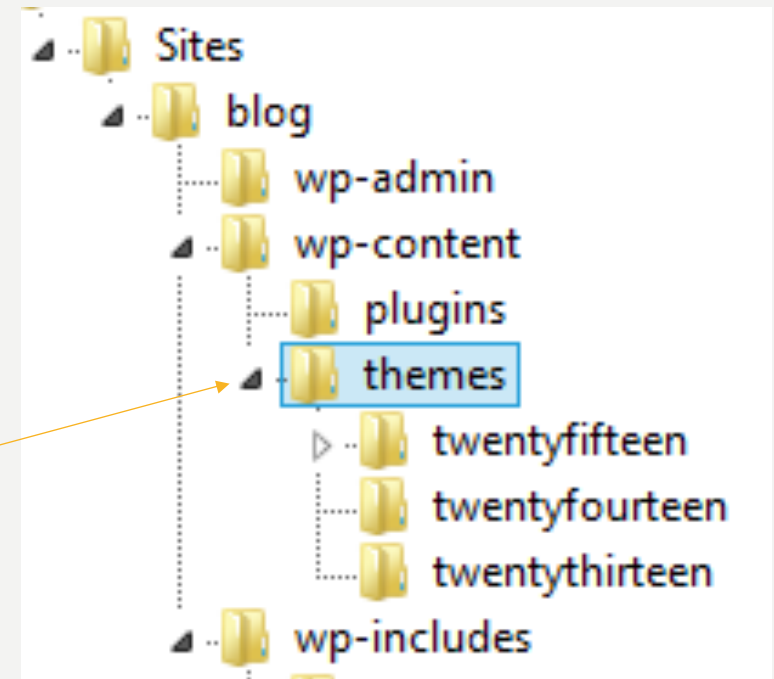 Sites
blog
wp-admin
wp-content
plugins
themes
twentyfifteen
twentyfourteen
twentythirteen
wp-includes